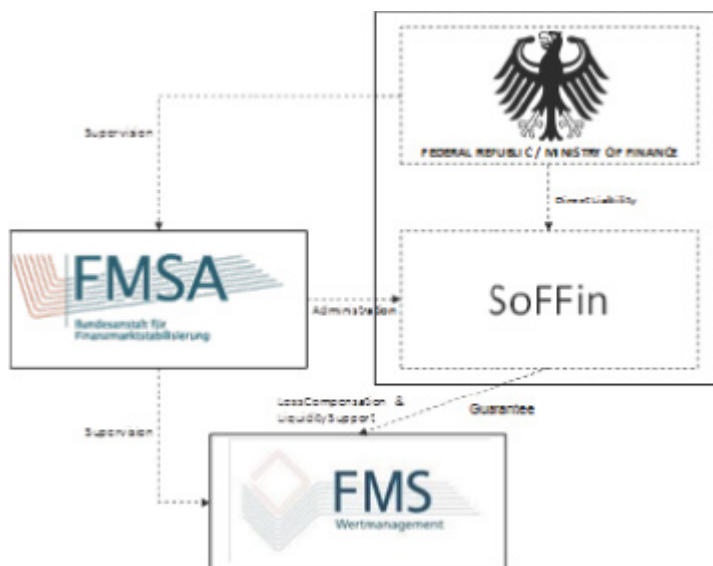 FEDERAL REPUBLIC / MINISTRY OF FINANCE
Supervision
Direct Liability
FMSA
Bundesanstalt für
Finanzmarktstabilisierung
Administration
SoFFin
Loss Compensation &
Liquidity Support
Guarantee
Supervision
FMS
Wertmanagement